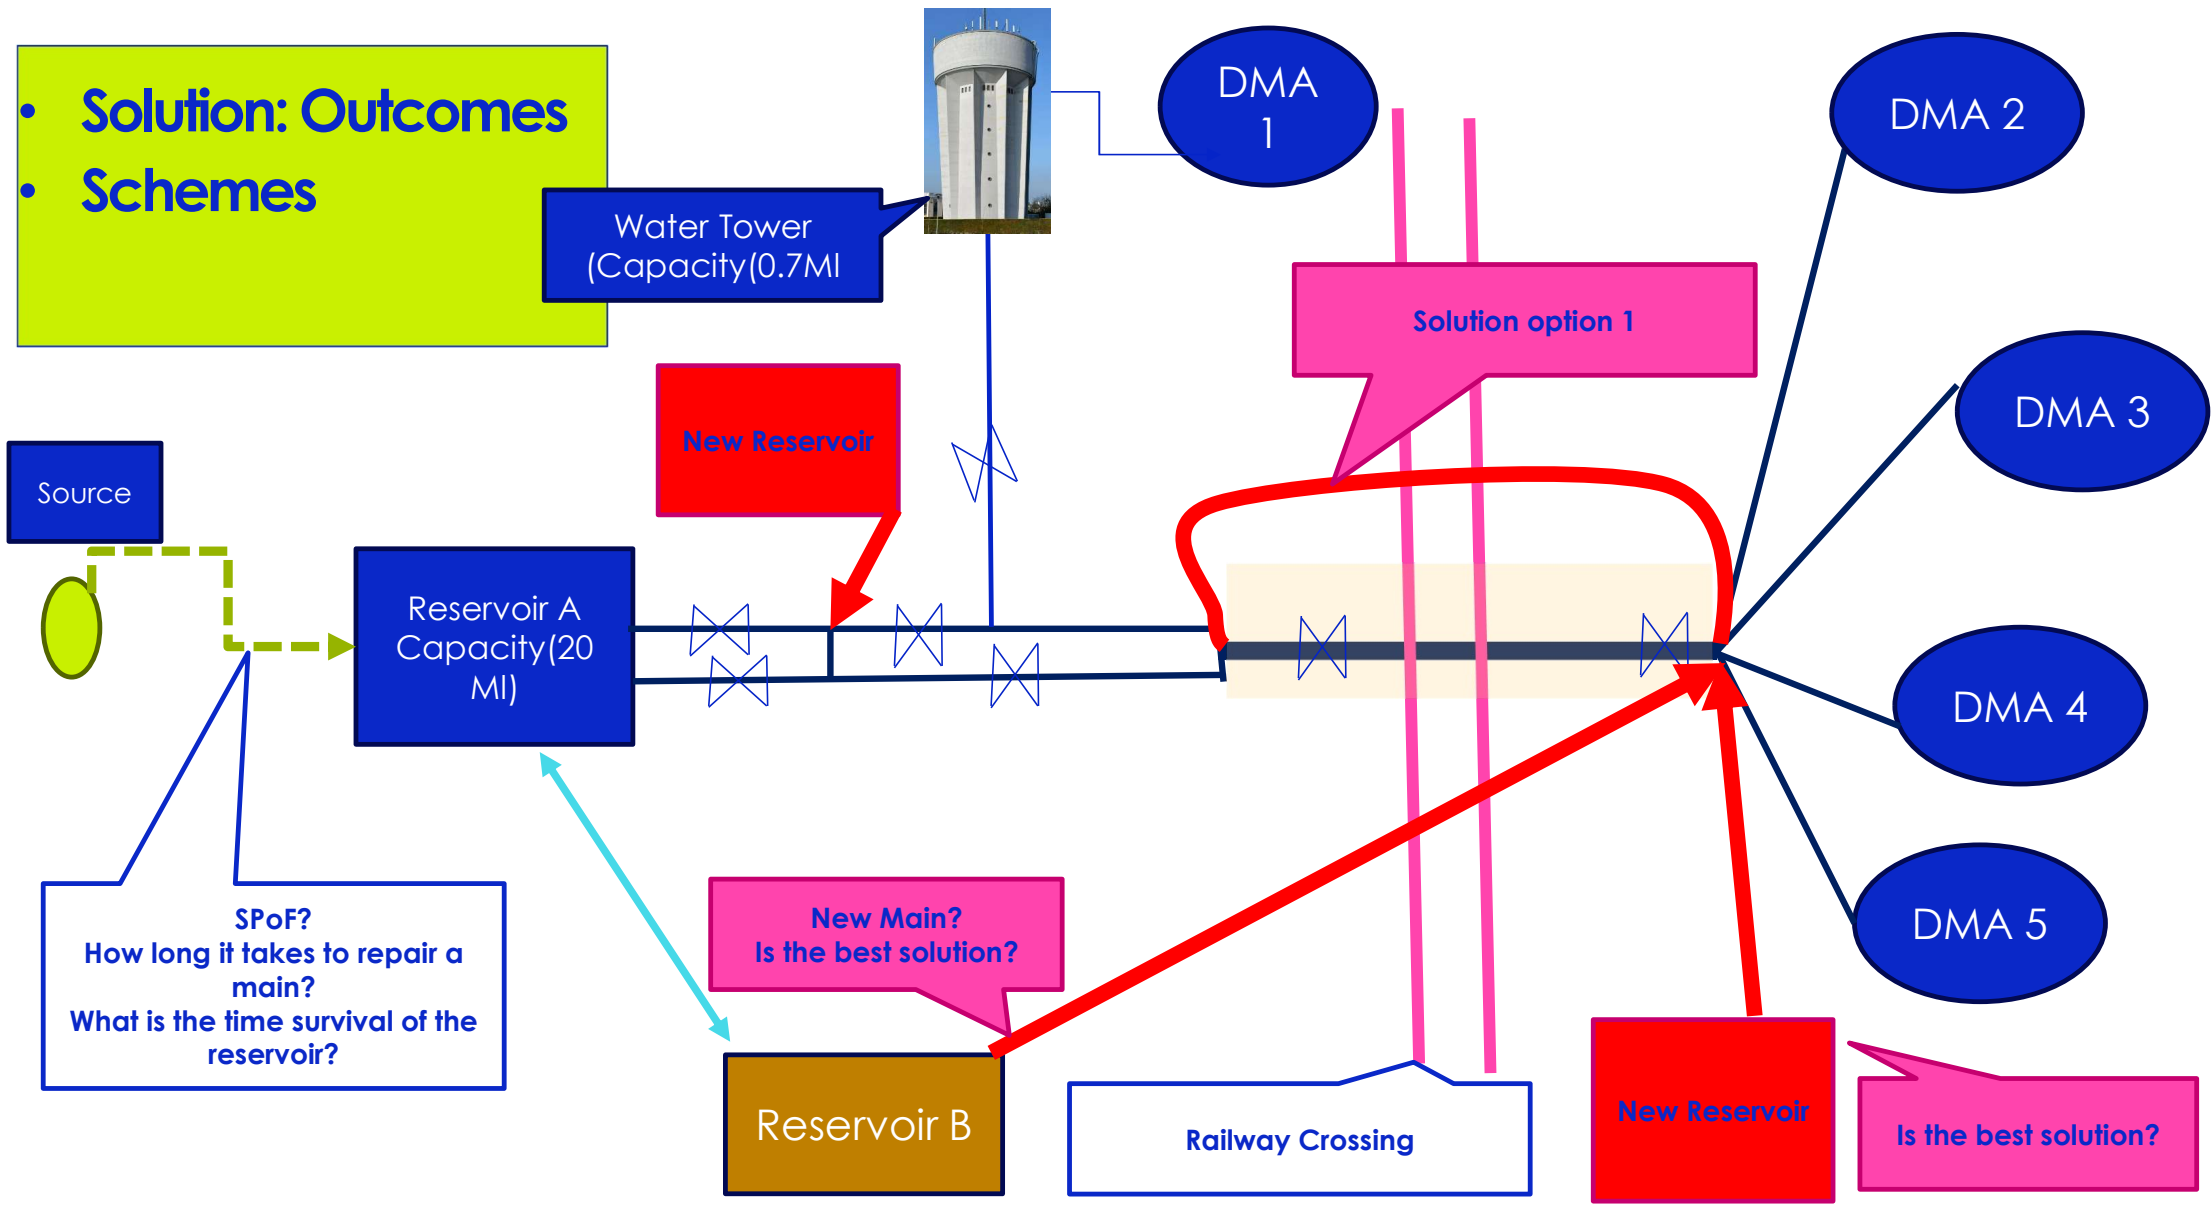 • Solution: Outcomes
• Schemes
Water Tower
(Capacity(0.7Ml
DMA
1
DMA 2
Solution option 1
New Reservoir
DMA 3
Source
Reservoir A
Capacity(20
Ml)
DMA 4
SPoF?
How long it takes to repair a
main?
What is the time survival of the
reservoir?
New Main?
Is the best solution?
DMA 5
Reservoir B
Railway Crossing
New Reservoir
Is the best solution?